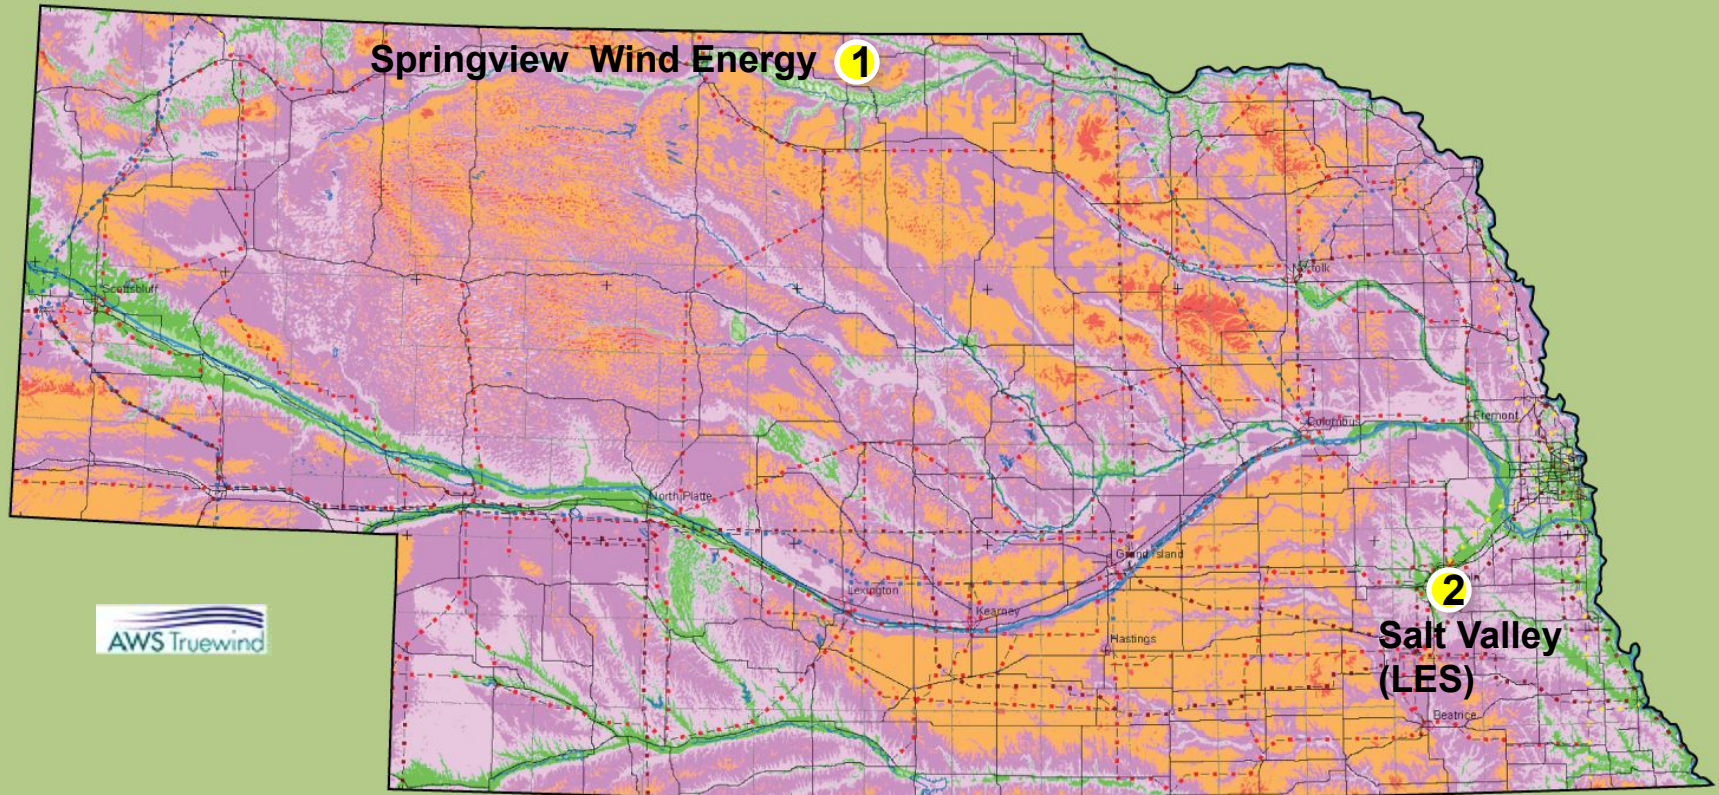 Springview  Wind Energy 1
Norfolk
Scottsbluff
Columbus
Fremont
North Platte
Grand Island
2
Lexington
Kearney
Salt Valley
(LES)
Hastings
AWS Truewind
Beatrice